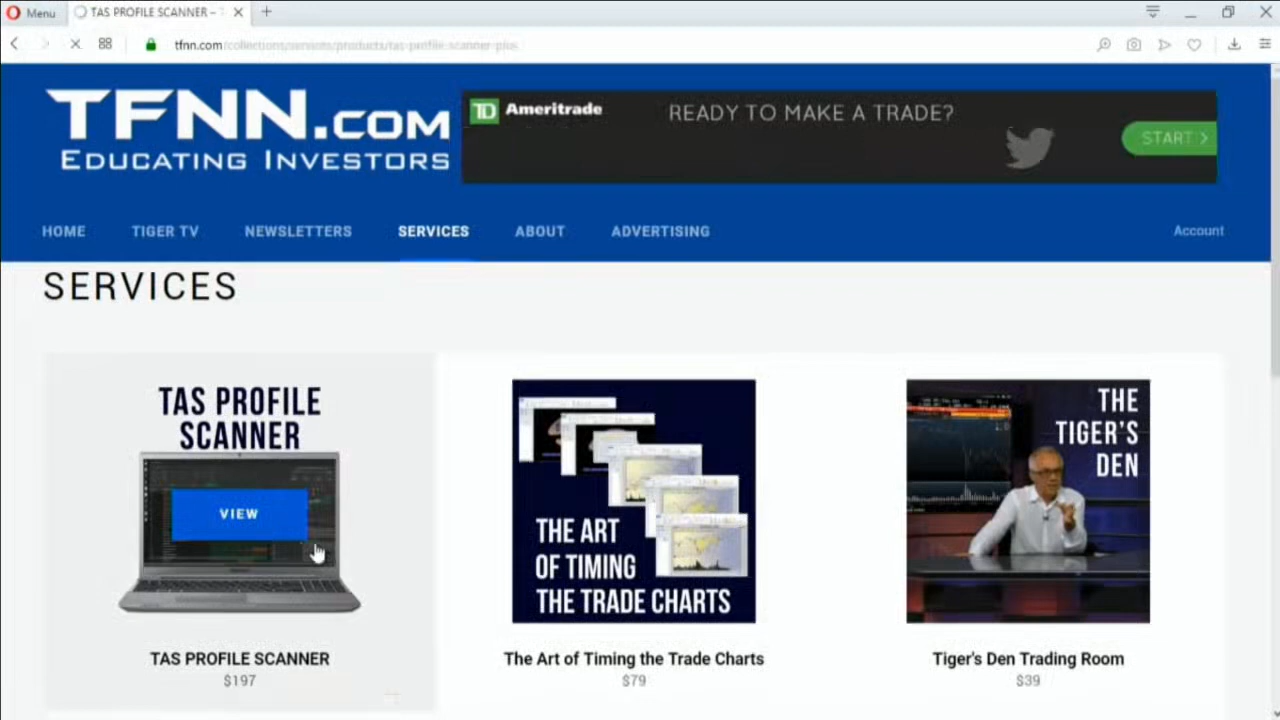 Menu
TAS PROFILE SCANNER –
tfnn.com/collections/services/products/tas-profile-scanner-plus
TFNN.COM
EDUCATING INVESTORS
TD Ameritrade
READY TO MAKE A TRADE?
START >
HOME
TIGER TV
NEWSLETTERS
SERVICES
ABOUT
ADVERTISING
Account
SERVICES
TAS PROFILE
SCANNER
VIEW
TAS PROFILE SCANNER
$197
THE ART
OF TIMING
THE TRADE CHARTS
The Art of Timing the Trade Charts
$79
THE
TIGER'S
DEN
Tiger's Den Trading Room
$39